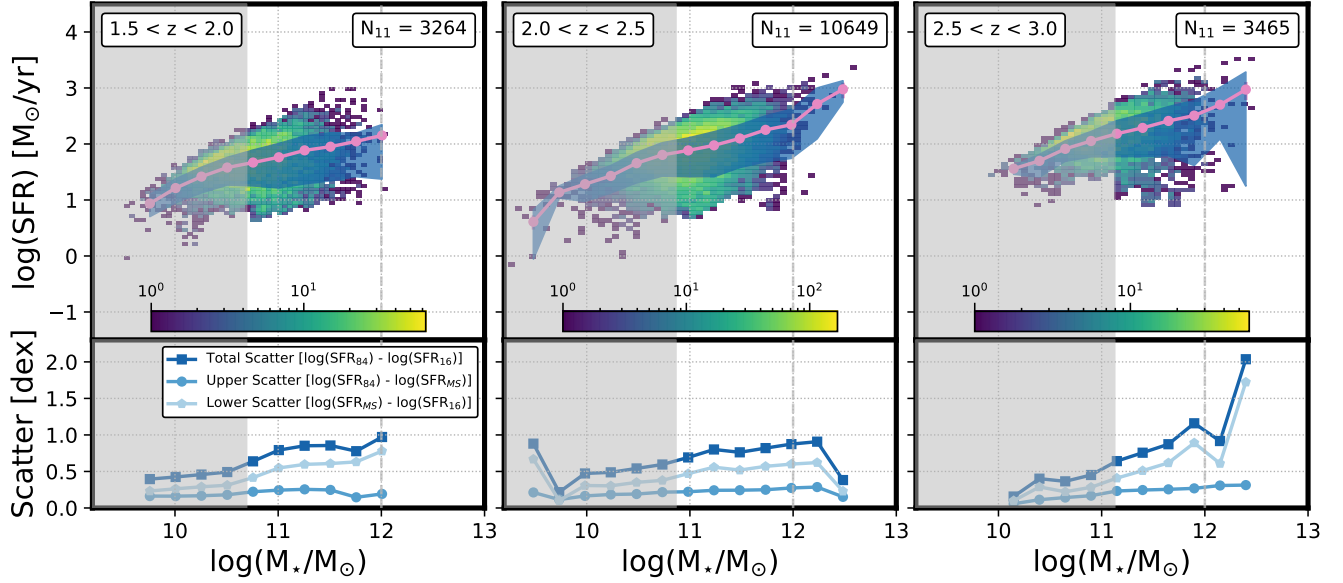 1.5 < z < 2.0
N₁₁ = 3264
2.0 < z < 2.5
N₁₁ = 10649
2.5 < z < 3.0
N₁₁ = 3465
log(SFR) [M⊙/yr]
4
3
2
1
0
−1
10⁰ 10¹
10⁰ 10¹ 10²
10⁰ 10¹
Scatter [dex]
2.0
1.5
1.0
0.5
0.0
Total Scatter [log(SFR₈₄) - log(SFR₁₆)]
Upper Scatter [log(SFR₈₄) - log(SFR_MS)]
Lower Scatter [log(SFR_MS) - log(SFR₁₆)]
10 11 12 13
10 11 12 13
10 11 12 13
log(M⋆/M⊙)
log(M⋆/M⊙)
log(M⋆/M⊙)